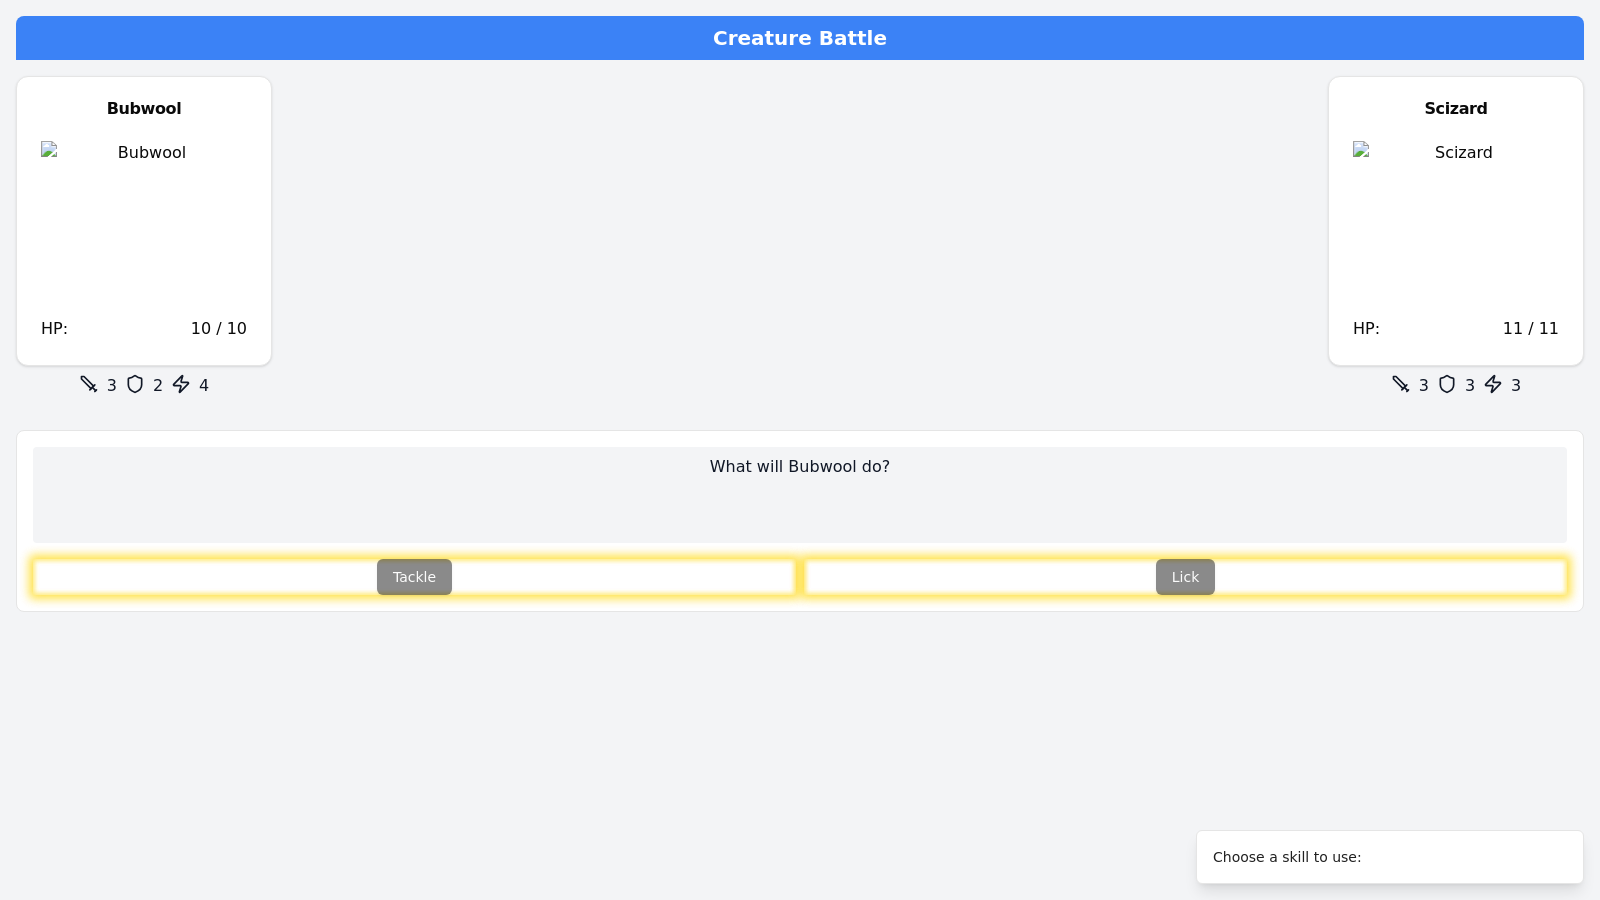 Creature Battle
Bubwool
Bubwool
HP: 10 / 10
3 2 4
Scizard
Scizard
HP: 11 / 11
3 3 3
What will Bubwool do?
Tackle
Lick
Choose a skill to use: